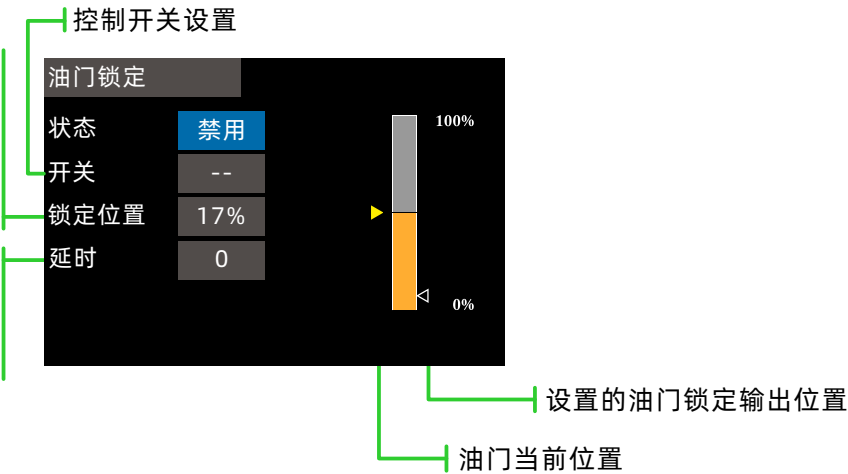 控制开关设置
油门锁定
状态 禁用
100%
开关 --
锁定位置 17%
延时 0
0%
设置的油门锁定输出位置
油门当前位置